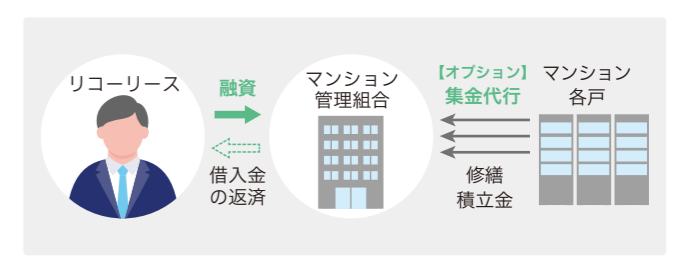 リコーリース
融資
借入金
の返済
マンション
管理組合
【オプション】
集金代行
修繕
積立金
マンション
各戸